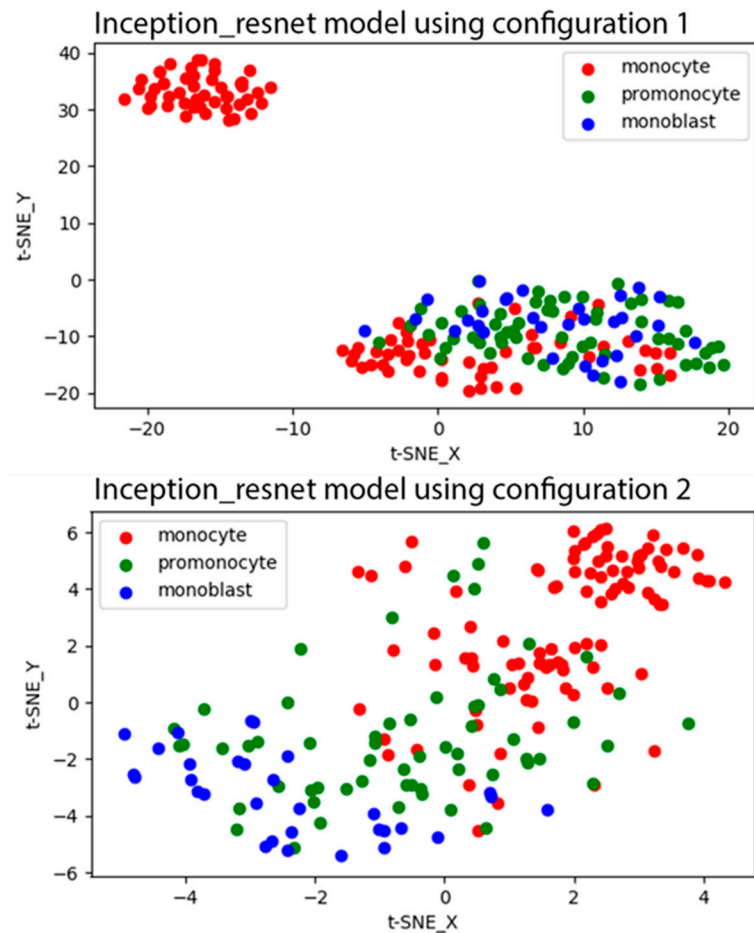 Inception_resnet model using configuration 1
40
30
20
10
0
−10
−20
t-SNE_Y
monocyte
promonocyte
monoblast
−20 −10 0 10 20
t-SNE_X
Inception_resnet model using configuration 2
6
4
2
0
−2
−4
−6
t-SNE_Y
monocyte
promonocyte
monoblast
−4 −2 0 2 4
t-SNE_X